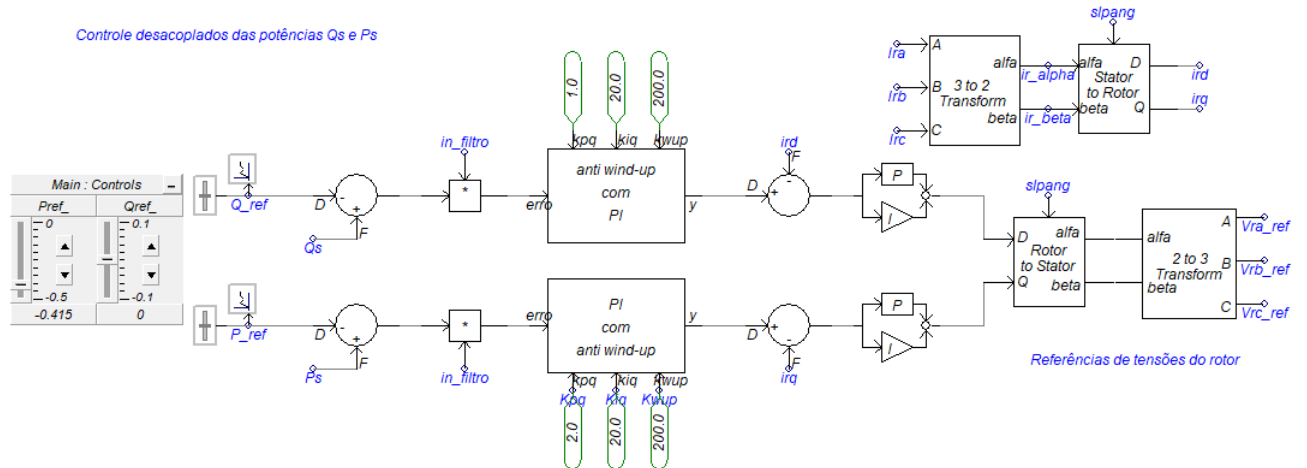 Controle desacoplados das potências Qs e Ps
slpang
Ira
A
Irb
B
Irc
C
3 to 2
Transform
alfa
beta
ir_alpha
ir_beta
alfa
beta
Stator
to Rotor
D
Q
ird
irq
1.0
20.0
200.0
kpq
kiq
kwup
in_filtro
*
erro
anti wind-up
com
PI
y
ird
F
D
+
-
P
I
Main : Controls
Pref_
Qref_
0
-0.5
0.1
-0.1
-0.415
0
Q_ref
D
-
+
F
Qs
P_ref
D
-
+
F
Ps
*
in_filtro
erro
PI
com
anti wind-up
y
kpq
kiq
kwup
Kpq
Kiq
Kwup
2.0
20.0
200.0
D
+
-
F
irq
P
I
slpang
D
Q
Rotor
to Stator
alfa
beta
alfa
beta
2 to 3
Transform
A
B
C
Vra_ref
Vrb_ref
Vrc_ref
Referências de tensões do rotor